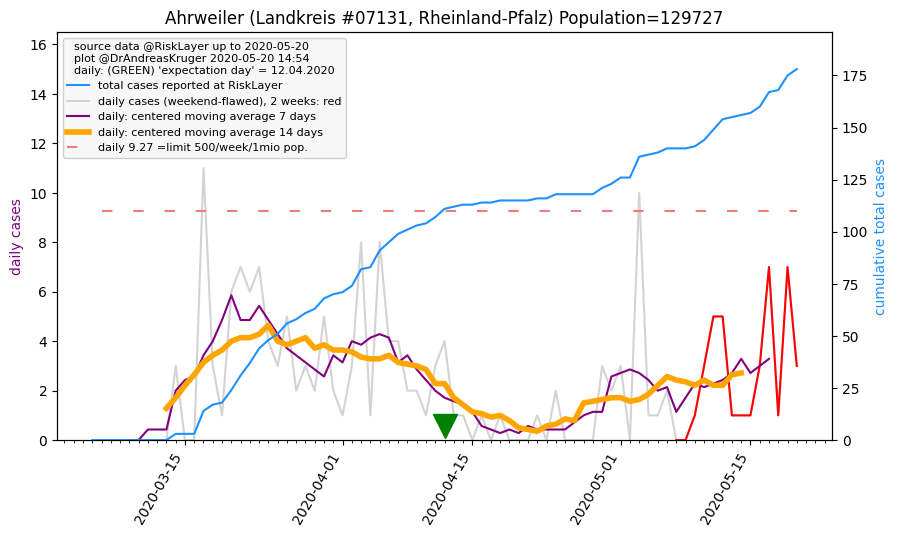 Ahrweiler (Landkreis #07131, Rheinland-Pfalz) Population=129727
source data @RiskLayer up to 2020-05-20
plot @DrAndreasKruger 2020-05-20 14:54
daily: (GREEN) 'expectation day' = 12.04.2020
total cases reported at RiskLayer
daily cases (weekend-flawed), 2 weeks: red
daily: centered moving average 7 days
daily: centered moving average 14 days
daily 9.27 =limit 500/week/1mio pop.
daily cases
16
14
12
10
8
6
4
2
0
cumulative total cases
175
150
125
100
75
50
25
0
2020-03-15
2020-04-01
2020-04-15
2020-05-01
2020-05-15